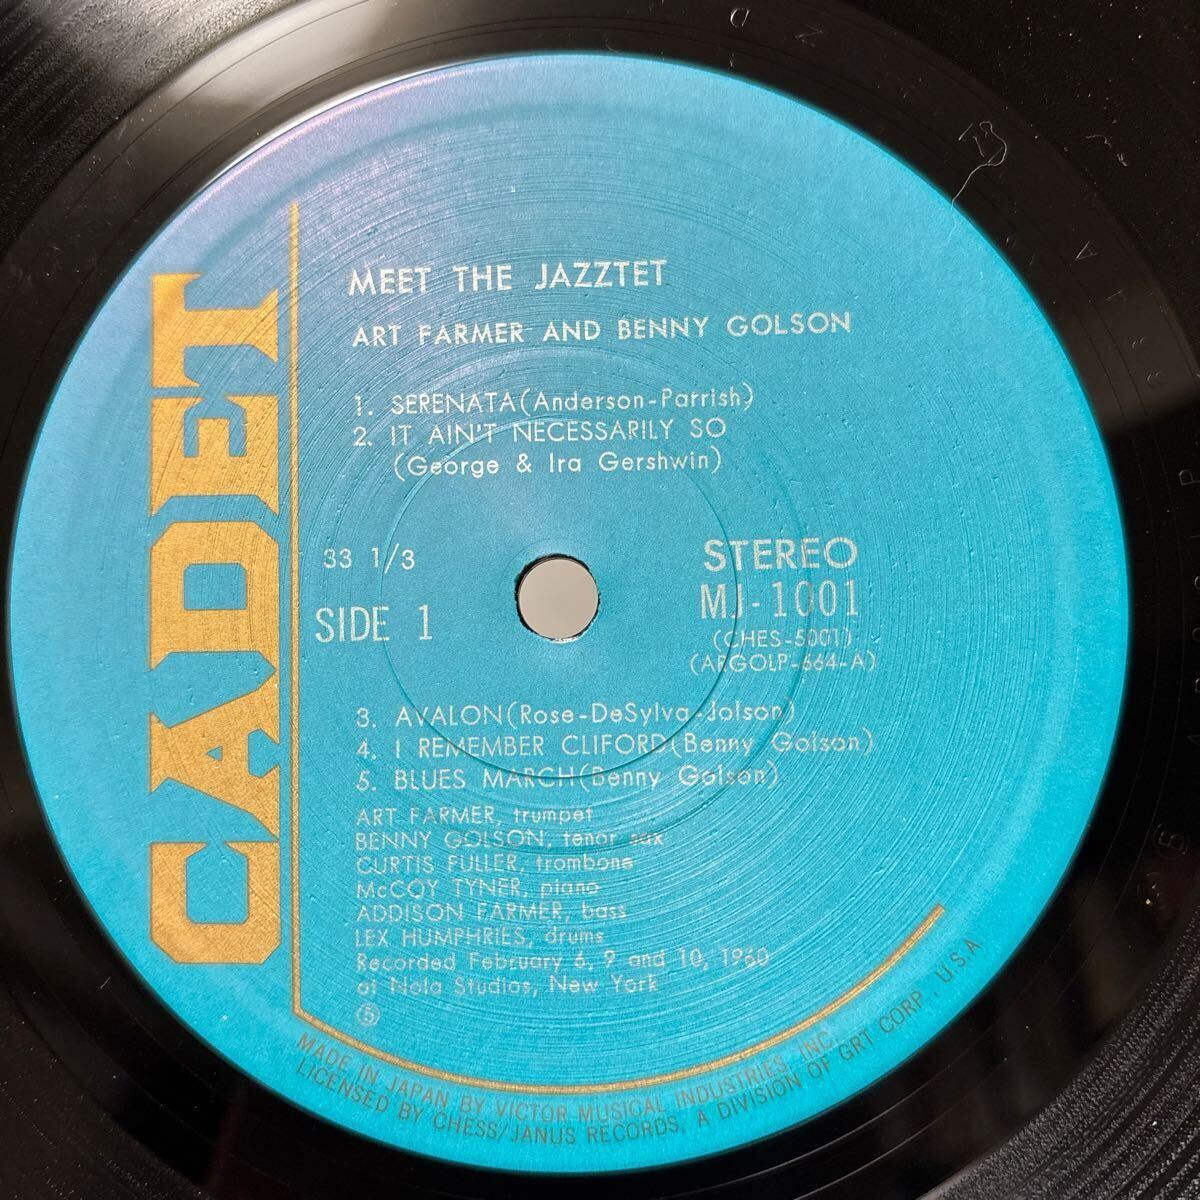 CADET
MEET THE JAZZTET
ART FARMER AND BENNY GOLSON
1. SERENATA(Anderson-Parrish)
2. IT AIN'T NECESSARILY SO
(George & Ira Gershwin)
33 1/3
SIDE 1
STEREO
MJ-1001
(CHES-5001)
(ARGOLP-664-A)
3. AVALON(Rose-DeSylva-Jolson)
4. I REMEMBER CLIFORD(Benny Golson)
5. BLUES MARCH(Benny Golson)
ART FARMER, trumpet
BENNY GOLSON, tenor sax
CURTIS FULLER, trombone
McCOY TYNER, piano
ADDISON FARMER, bass
LEX HUMPHRIES, drums
Recorded February 6, 9 and 10, 1960
at Nola Studios, New York
Ⓢ
MADE IN JAPAN BY VICTOR MUSICAL INDUSTRIES, INC.
LICENSED BY CHESS/JANUS RECORDS, A DIVISION OF GRT CORP., U.S.A